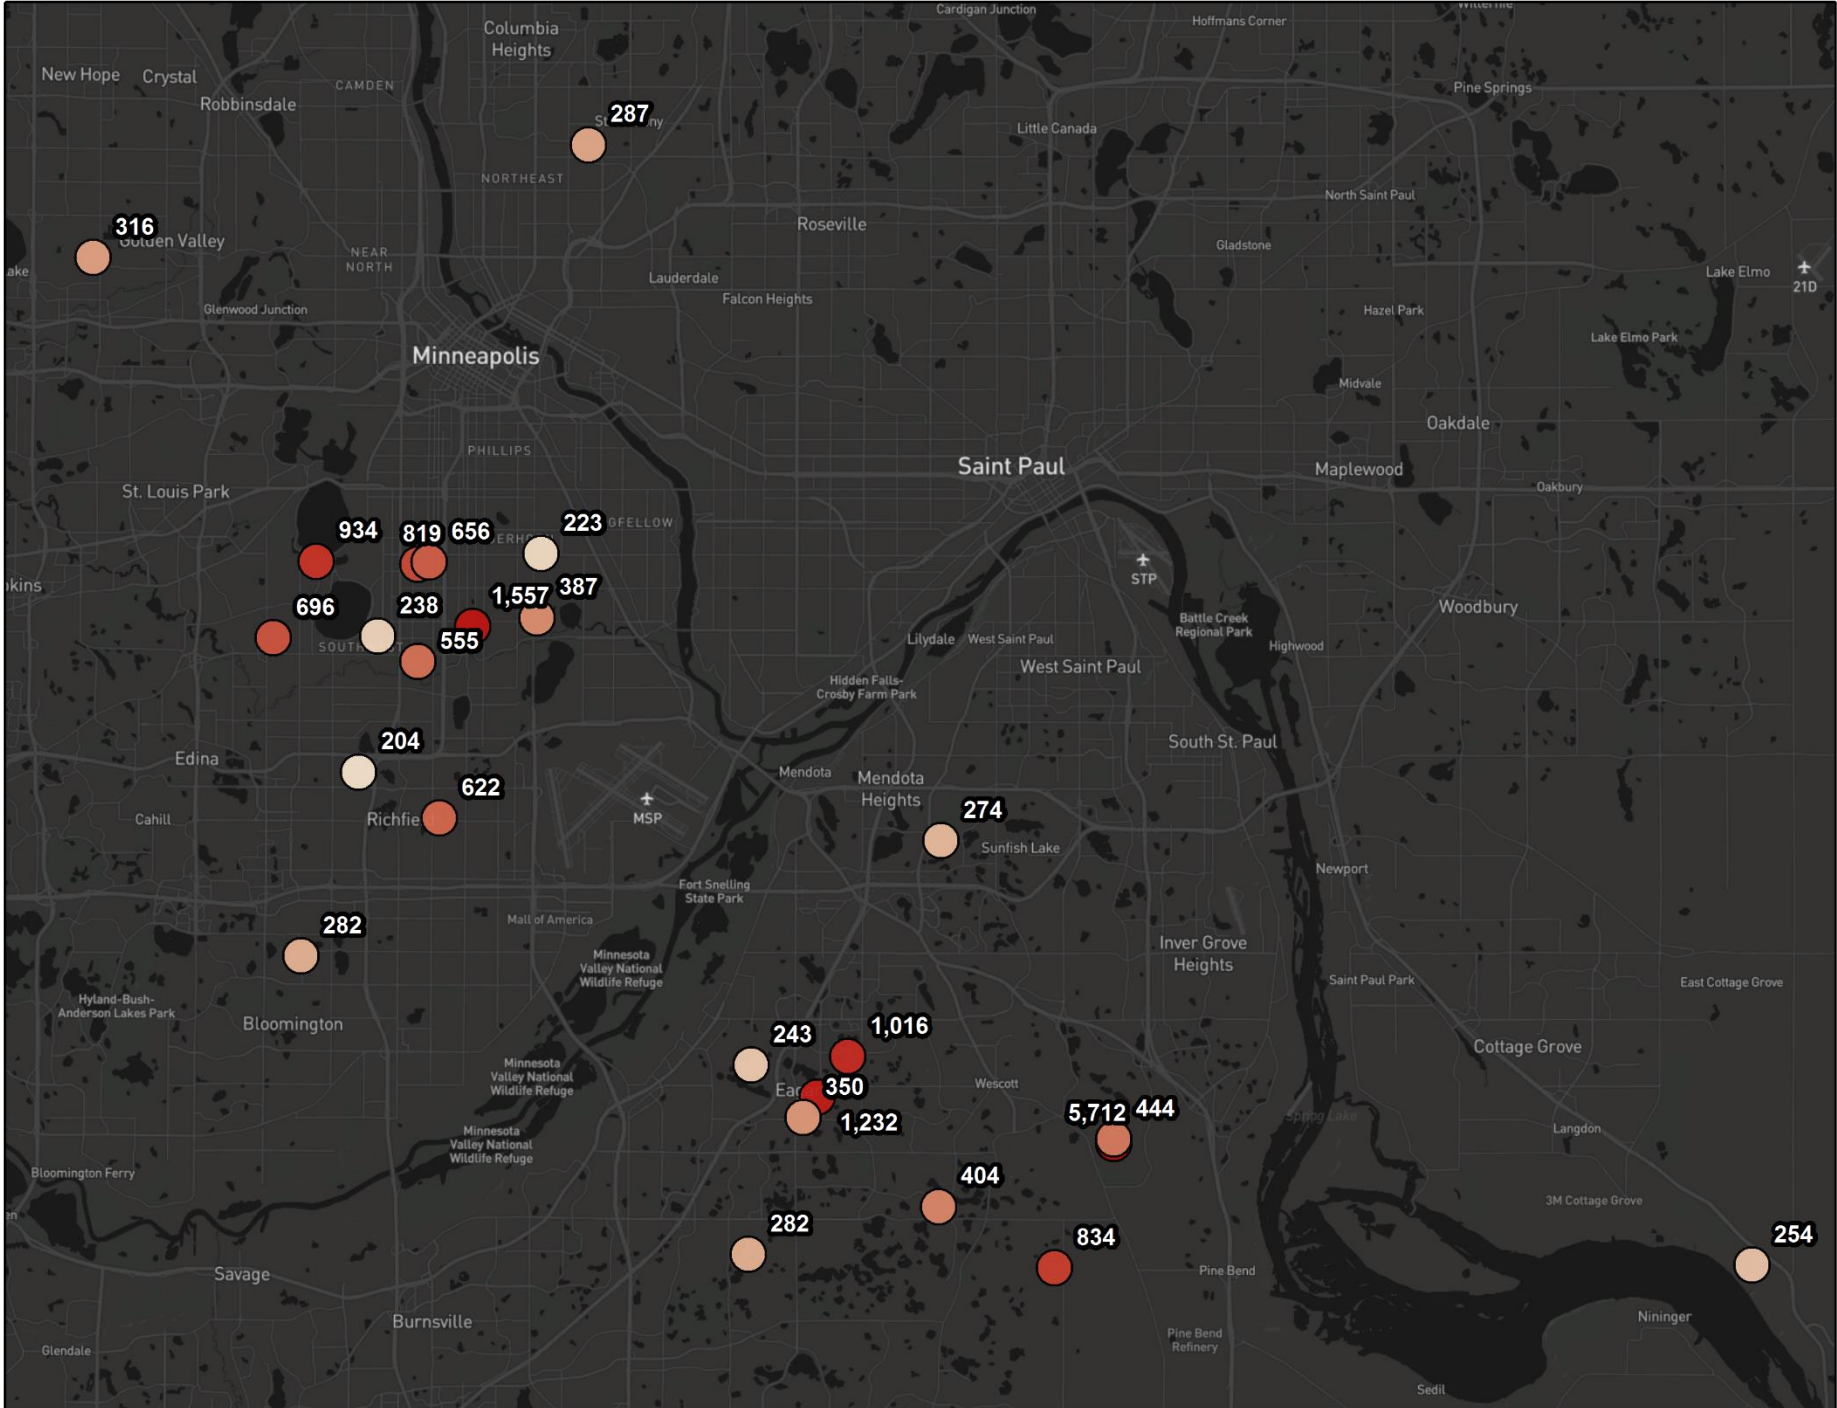 Cardigan Junction
Hoffmans Corner
Columbia
Heights
New Hope
Crystal
CAMDEN
Robbinsdale
Pine Springs
287
Little Canada
NORTHEAST
North Saint Paul
316
Golden Valley
Roseville
NEAR
NORTH
Gladstone
Lauderdale
Lake Elmo
21D
Falcon Heights
Glenwood Junction
Hazel Park
Lake Elmo Park
Minneapolis
Midvale
Oakdale
PHILLIPS
Saint Paul
Maplewood
St. Louis Park
Oakbury
934
819
656
223
STP
696
238
1,557
387
555
Woodbury
Battle Creek
Regional Park
Highwood
Lilydale
West Saint Paul
West Saint Paul
Hidden Falls-
Crosby Farm Park
204
Edina
South St. Paul
Mendota
Mendota
Heights
622
MSP
274
Cahill
Sunfish Lake
Newport
Fort Snelling
State Park
282
Mall of America
Inver Grove
Heights
Minnesota
Valley National
Wildlife Refuge
Saint Paul Park
East Cottage Grove
Hyland-Bush-
Anderson Lakes Park
Bloomington
243
1,016
Cottage Grove
Minnesota
Valley National
Wildlife Refuge
350
Wescott
1,232
5,712
444
Spring Lake
Langdon
Minnesota
Valley National
Wildlife Refuge
Bloomington Ferry
404
3M Cottage Grove
282
834
254
Savage
Pine Bend
Burnsville
Nininger
Glendale
Pine Bend
Refinery
Sedil